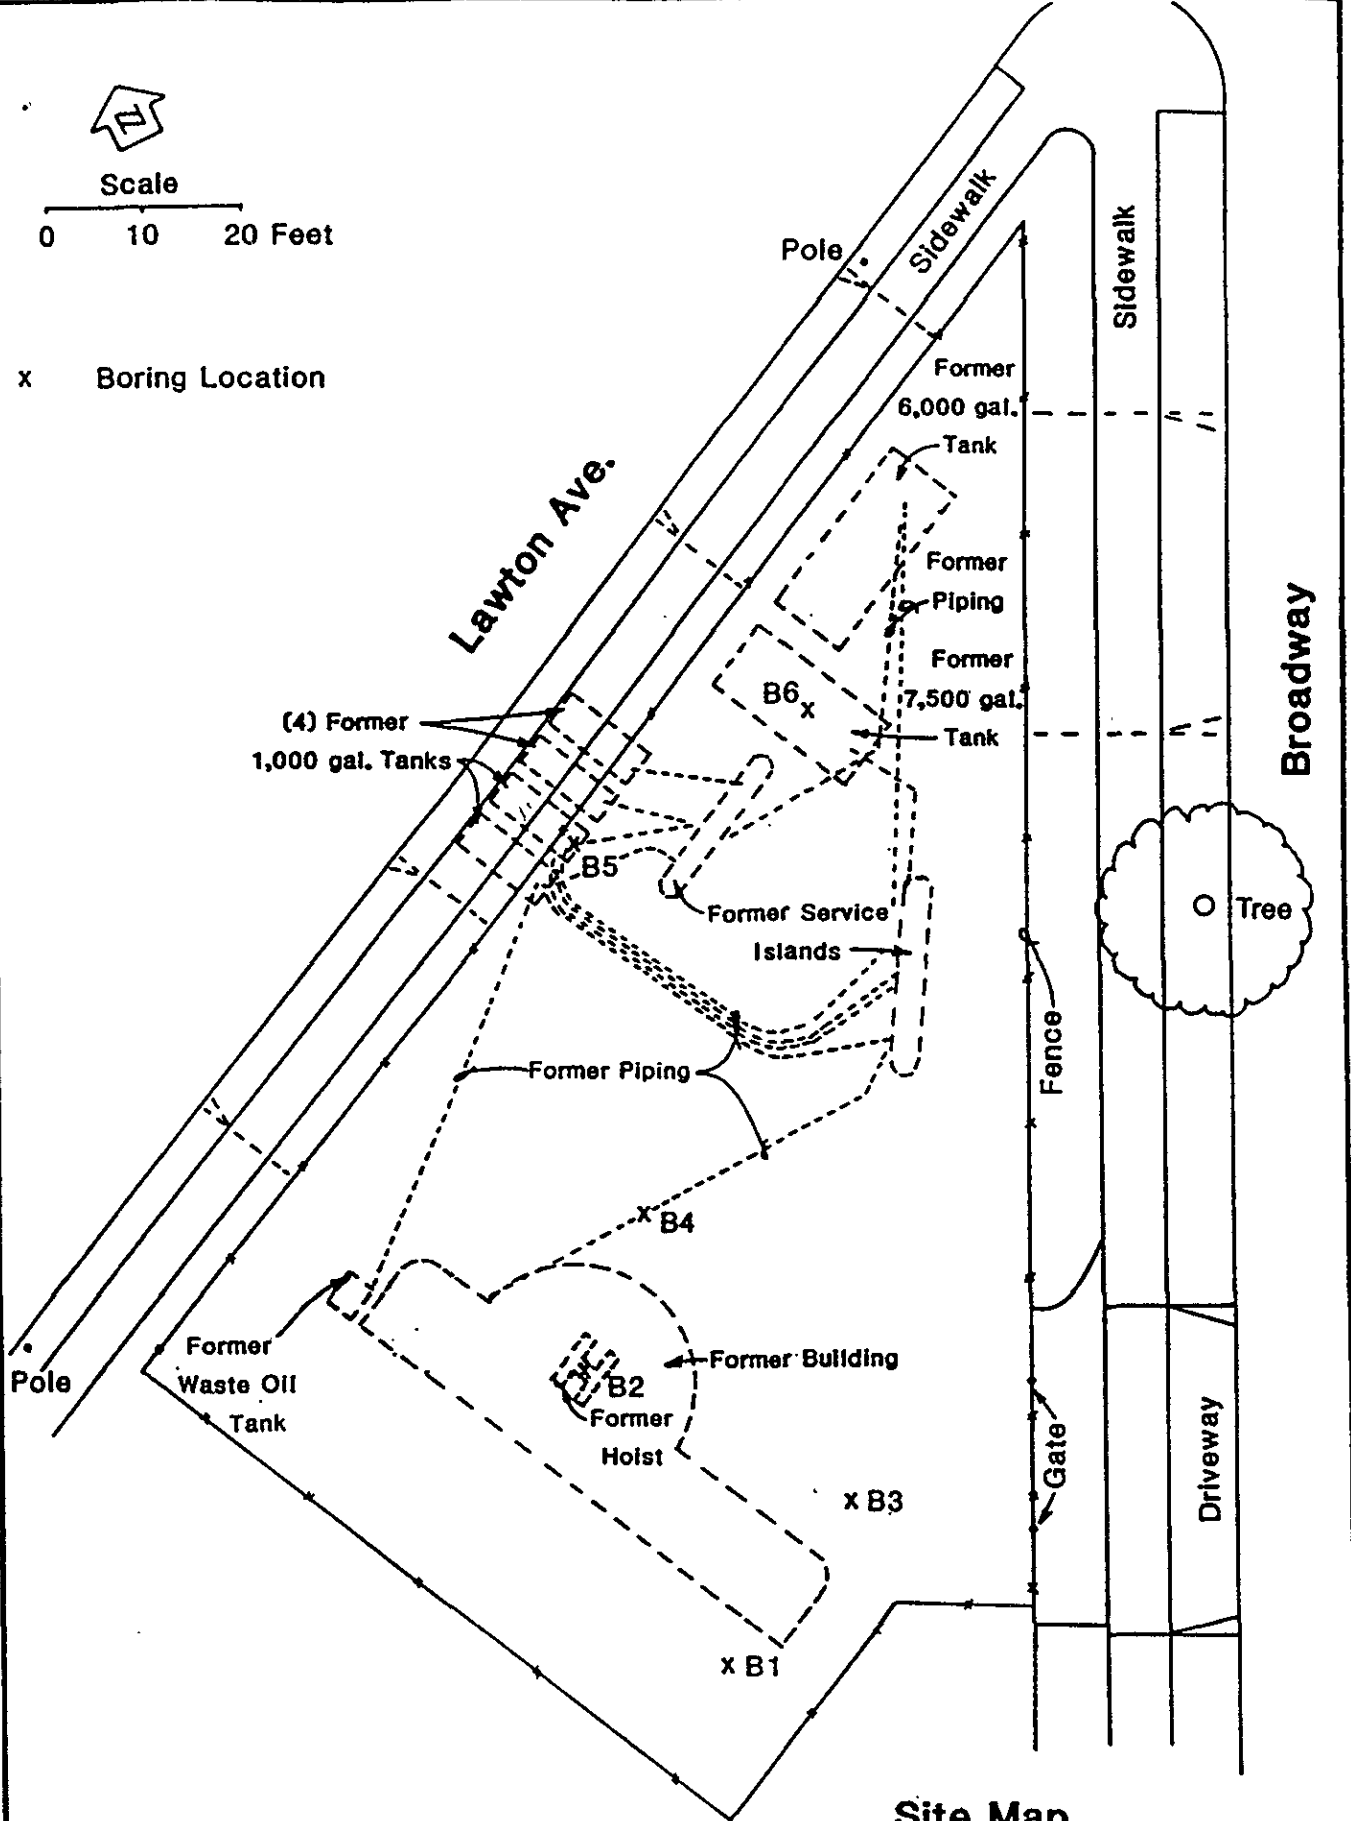 N
Scale
0 10 20 Feet
x Boring Location
Pole
Sidewalk
Sidewalk
Former
6,000 gal.
Tank
Lawton Ave.
Former
Piping
Former
7,500 gal.
Tank
B6
x
Broadway
(4) Former
1,000 gal. Tanks
B5
Former Service
Islands
Tree
Fence
Former Piping
x B4
Former
Waste Oil
Tank
Pole
Former Building
B2
Former
Hoist
Gate
Driveway
x B3
x B1
Site Map